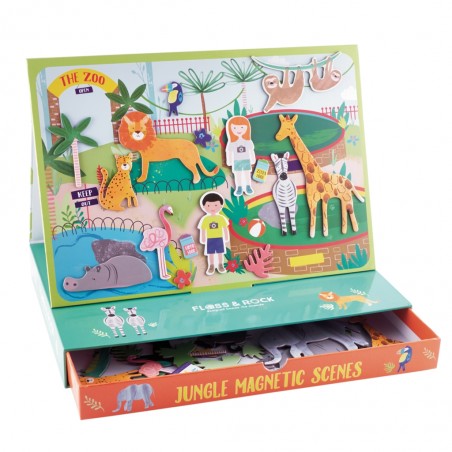 THE ZOO
OPEN
KEEP
OUT
FLOSS & ROCK
JUNGLE MAGNETIC SCENES